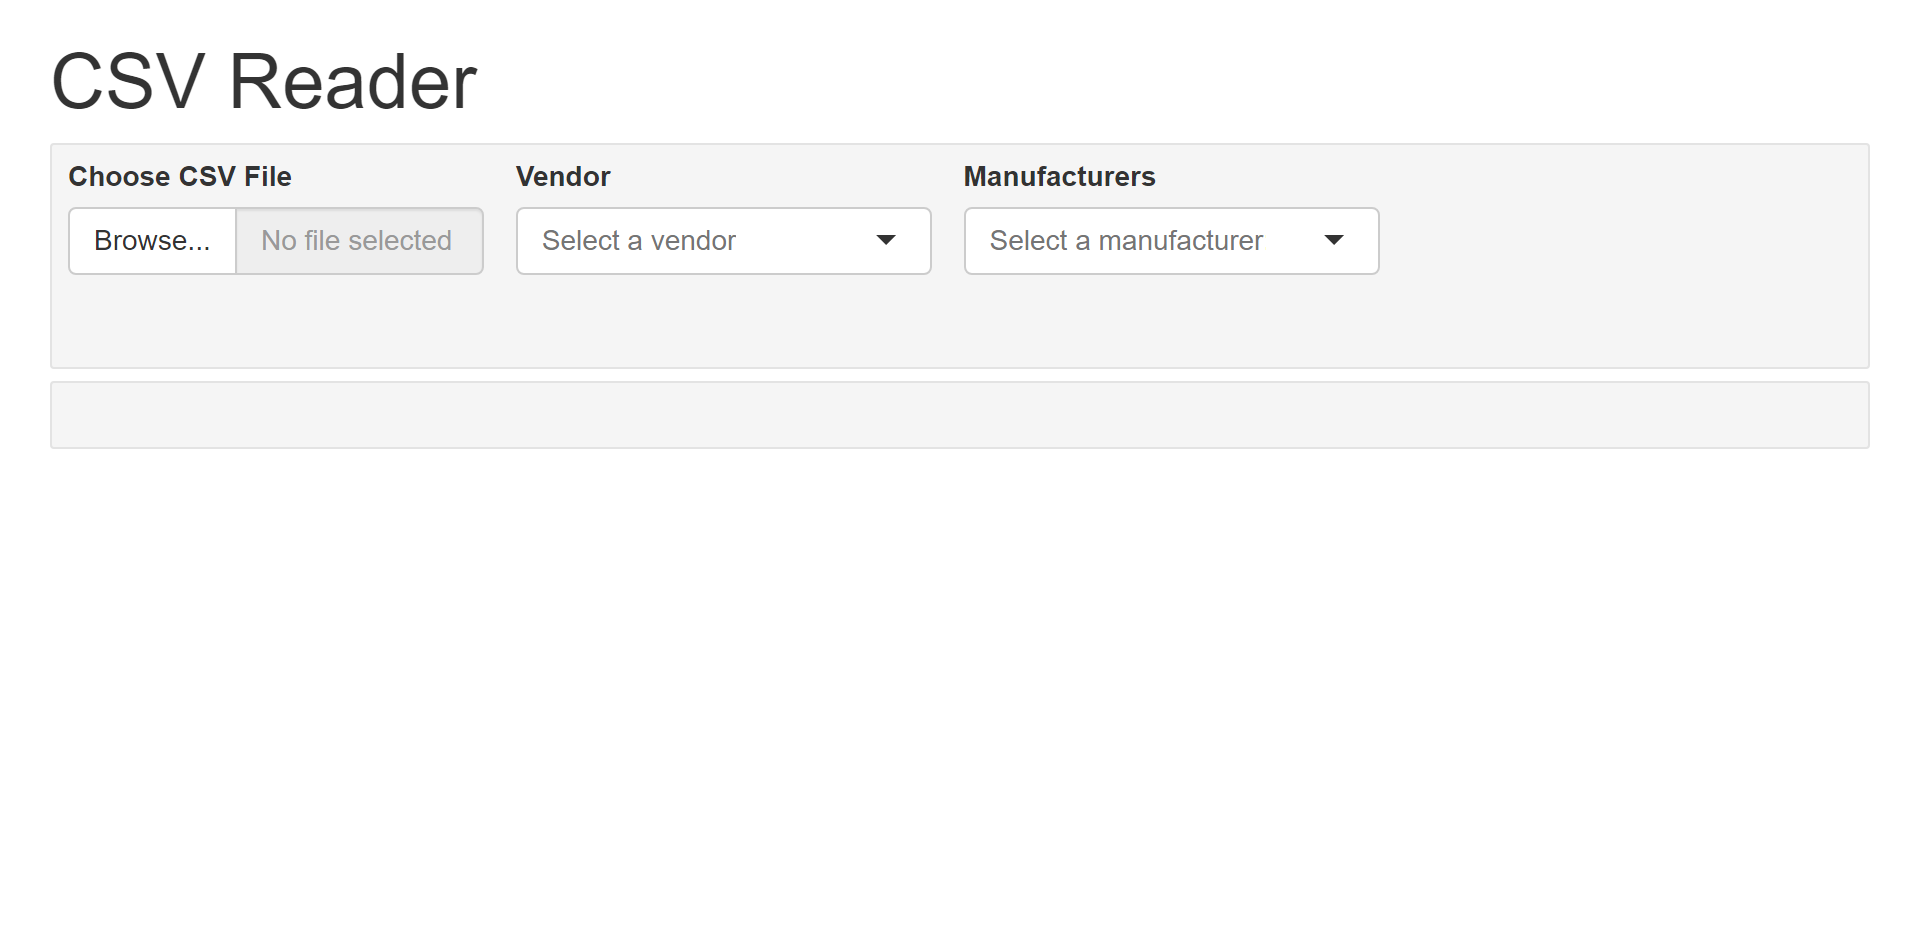 CSV Reader
Choose CSV File Vendor Manufacturers
Browse... No file selected Select a vendor Select a manufacturer